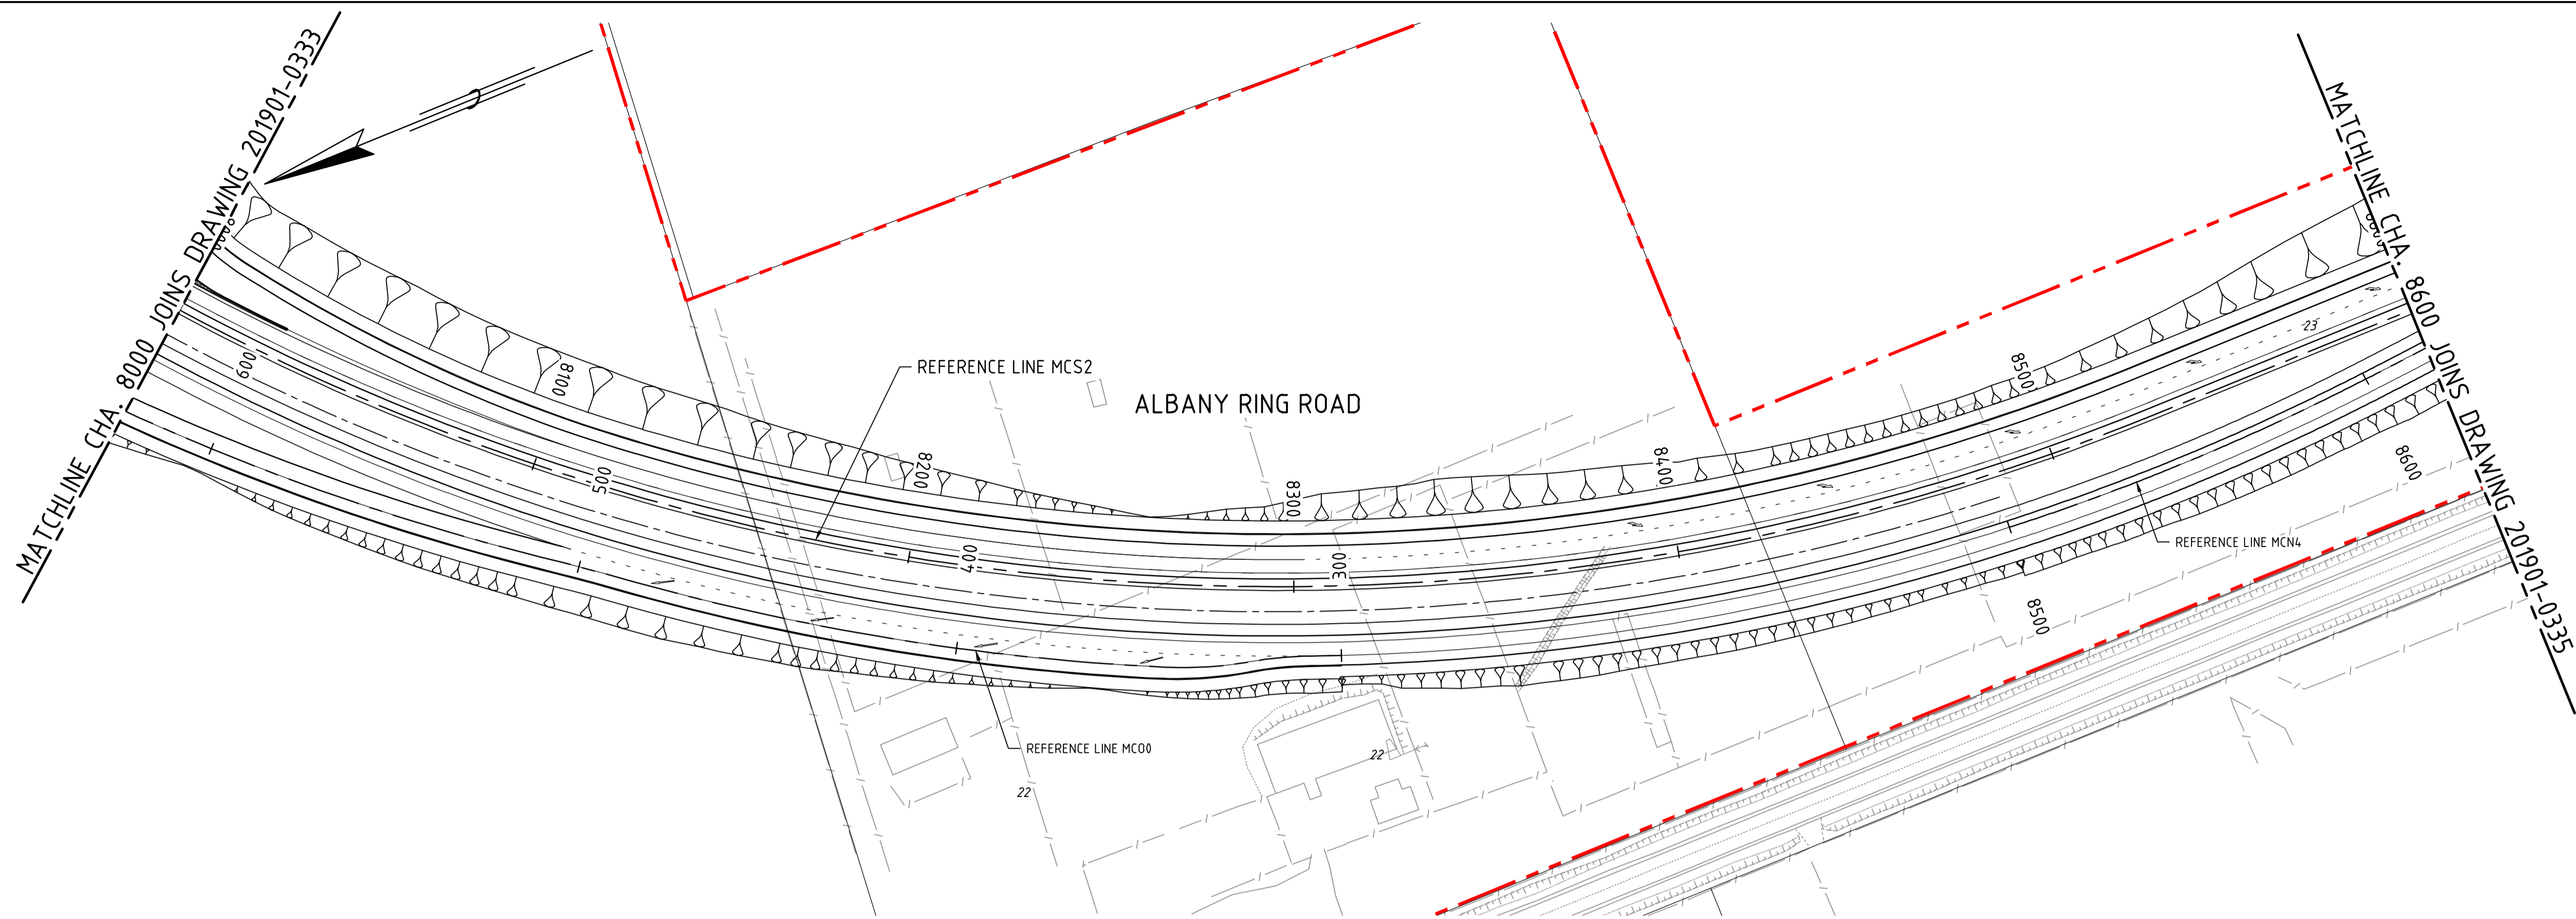 MATCHLINE CHA. 8000 JOINS DRAWING 201901-0333
MATCHLINE CHA. 8600 JOINS DRAWING 201901-0335
REFERENCE LINE MCS2
ALBANY RING ROAD
REFERENCE LINE MCN4
REFERENCE LINE MC00
600
8100
500
8200
400
8300
300
8400
8500
23
8600
8500
22
22